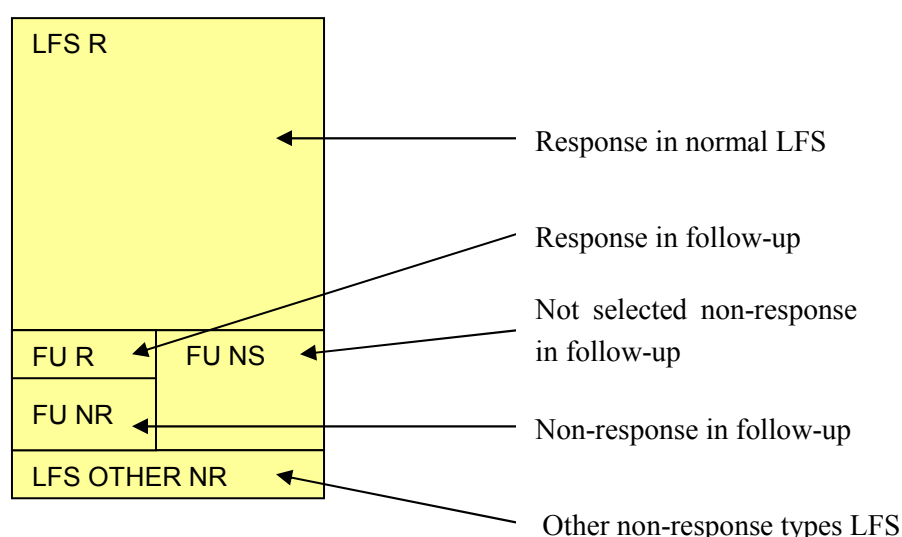 LFS R
Response in normal LFS
Response in follow-up
Not selected non-response
in follow-up
FU R
FU NS
FU NR
Non-response in follow-up
LFS OTHER NR
Other non-response types LFS